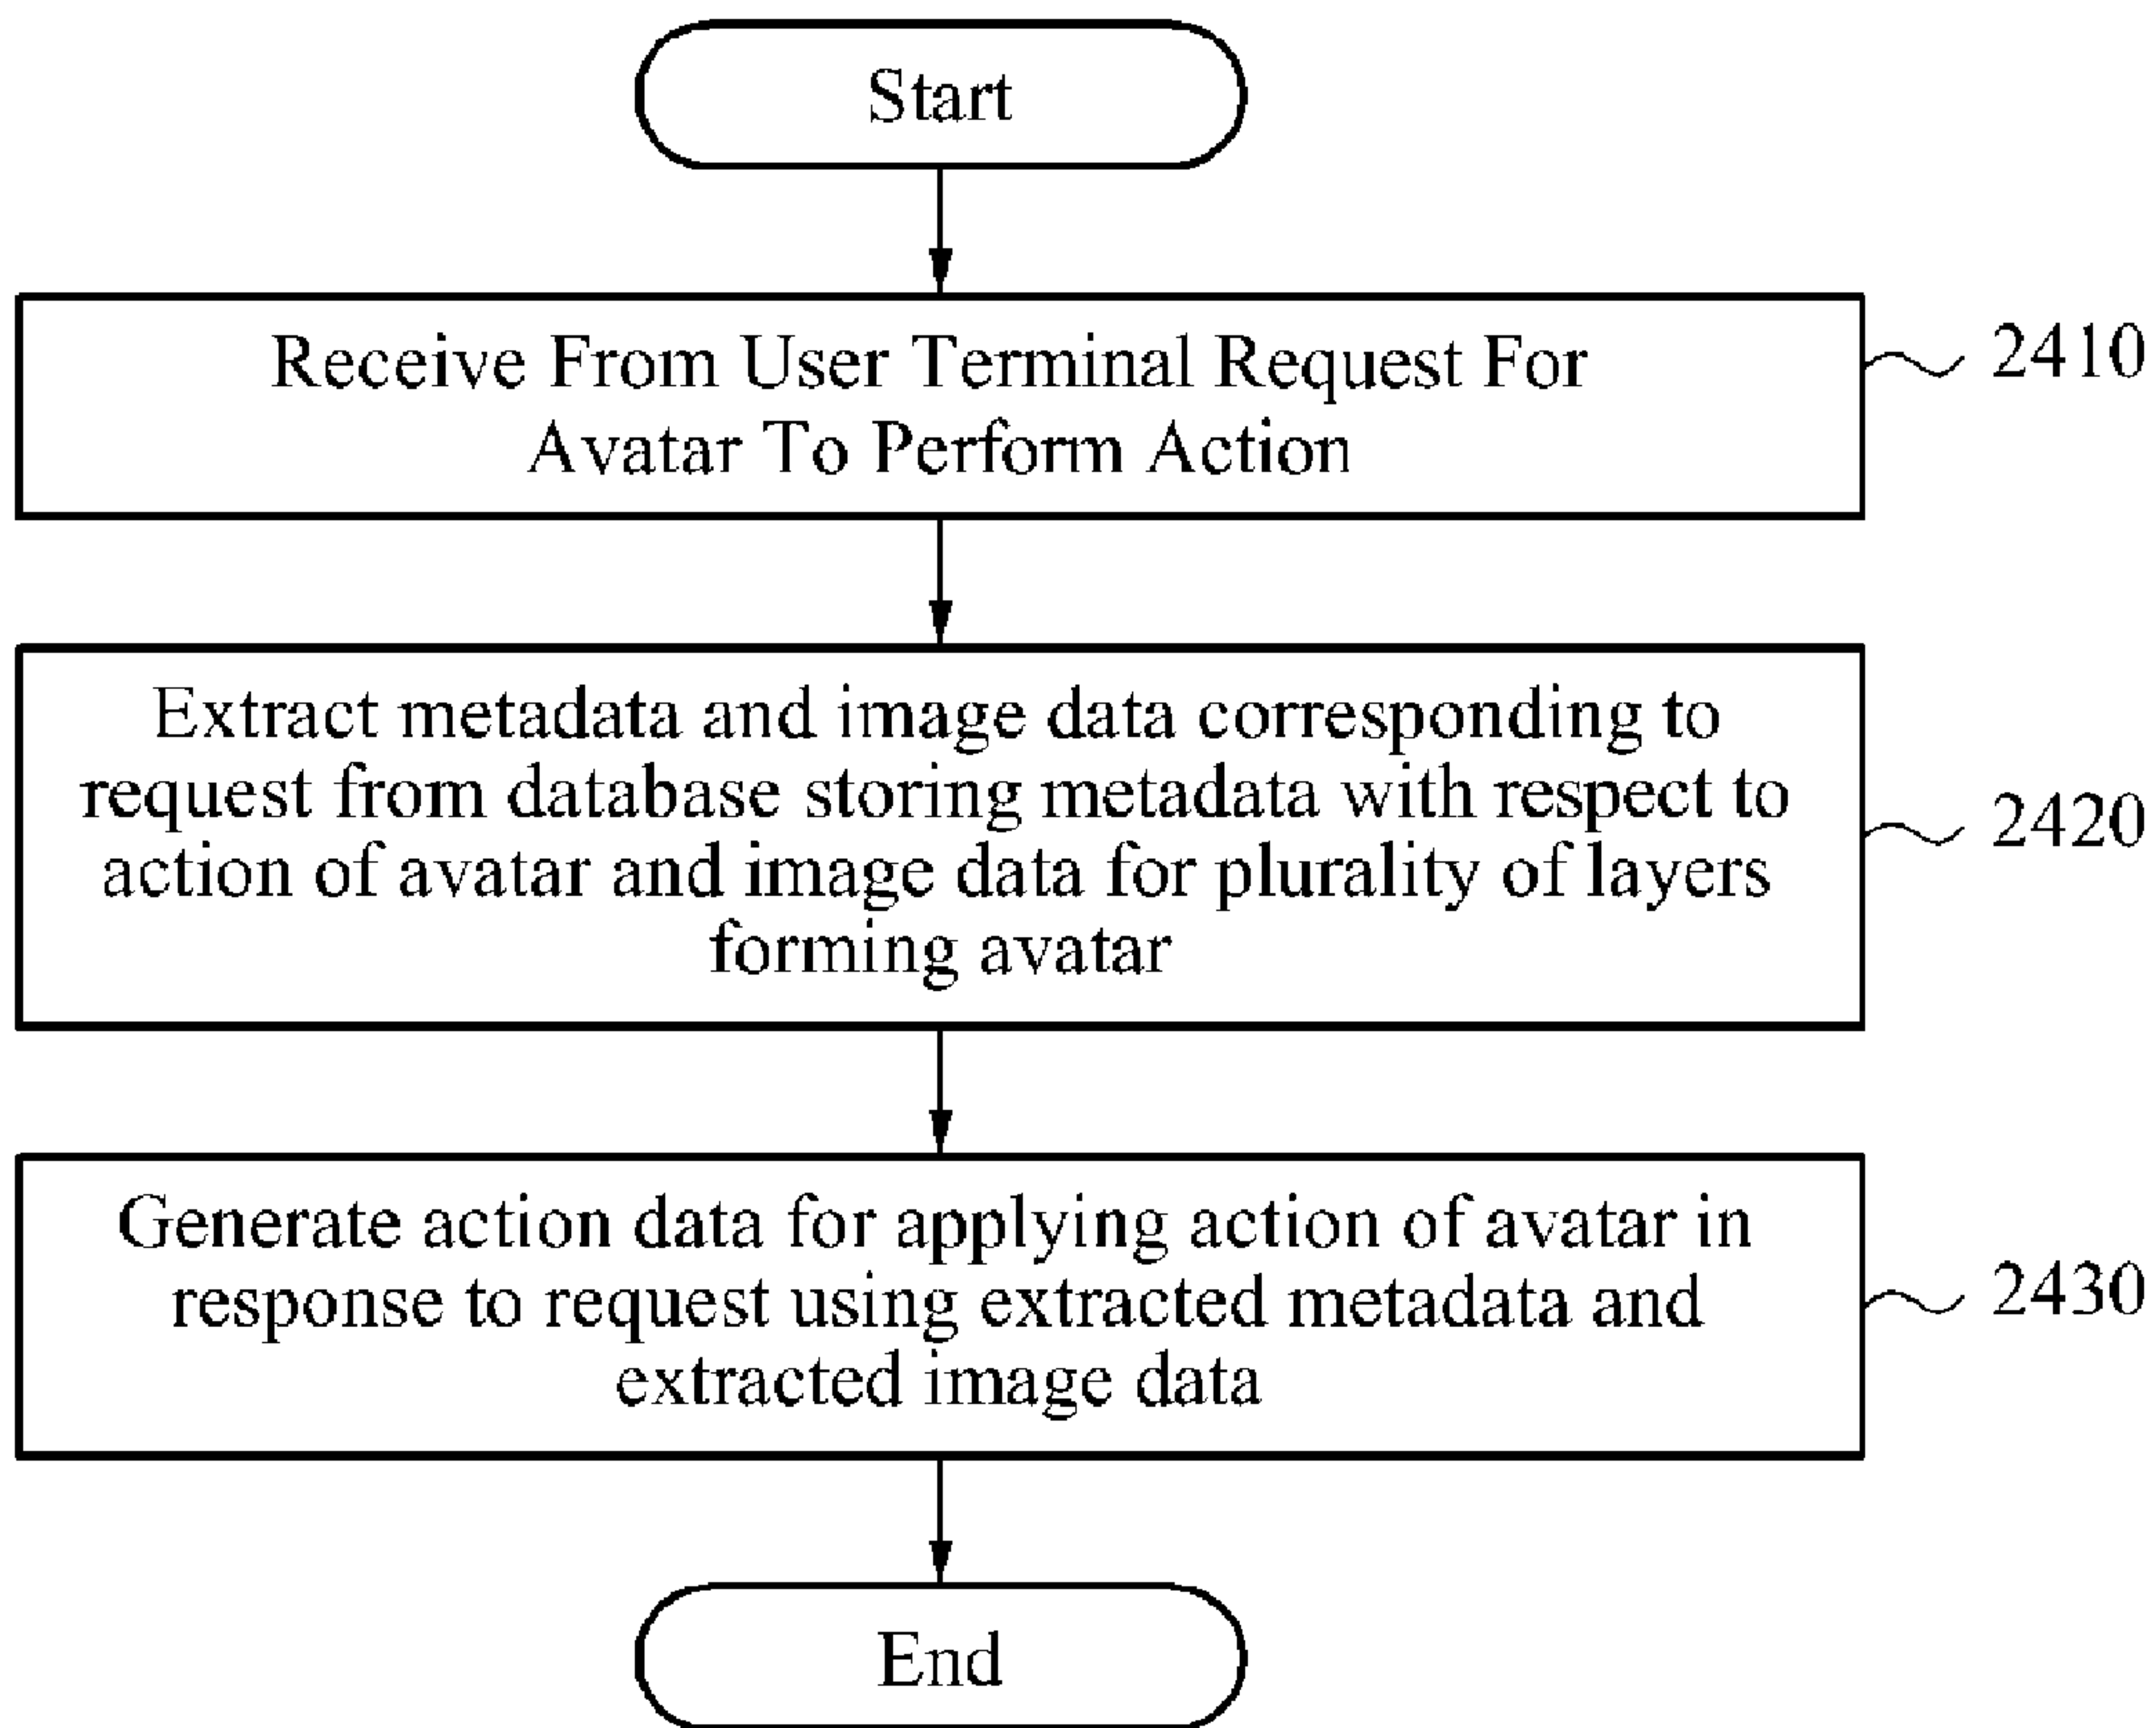 Start
Receive From User Terminal Request For
Avatar To Perform Action
2410
Extract metadata and image data corresponding to
request from database storing metadata with respect to
action of avatar and image data for plurality of layers
forming avatar
2420
Generate action data for applying action of avatar in
response to request using extracted metadata and
extracted image data
2430
End